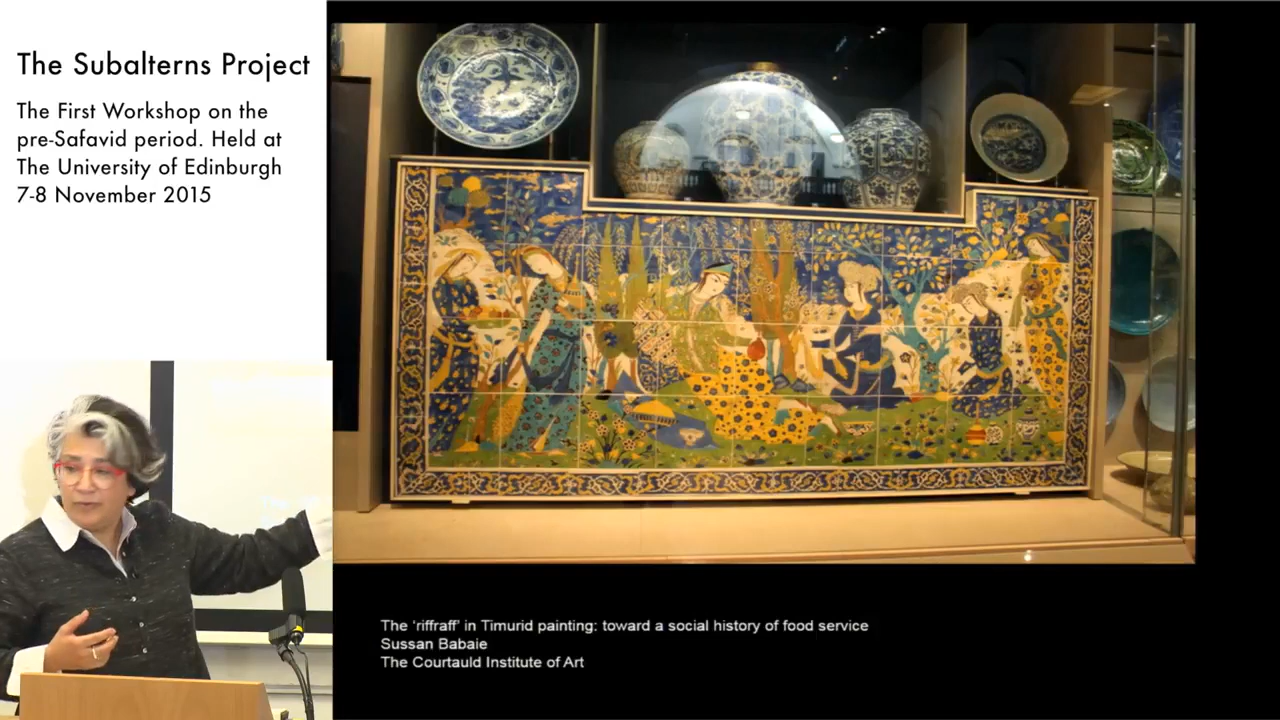 The Subalterns Project
The First Workshop on the
pre-Safavid period. Held at
The University of Edinburgh
7-8 November 2015
The 'riffraff' in Timurid painting: toward a social history of food service
Sussan Babaie
The Courtauld Institute of Art